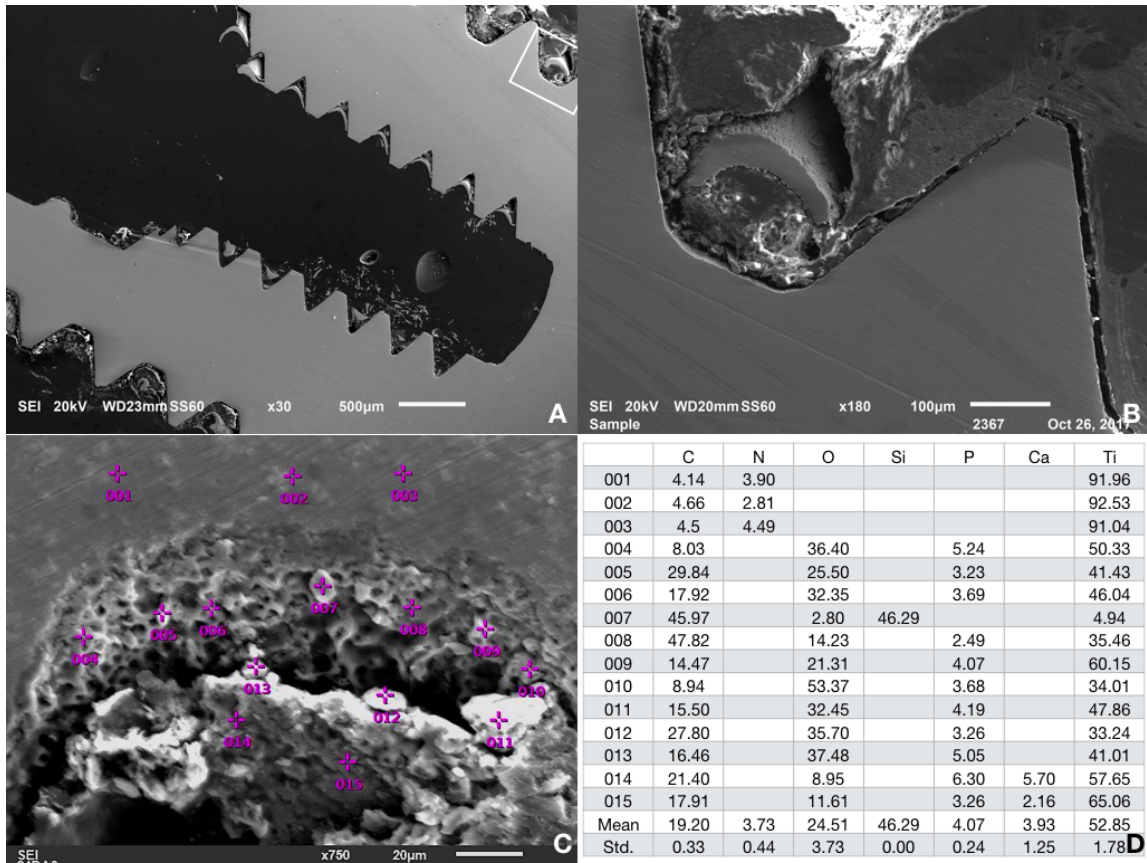 SEI 20kV WD23mm SS60 x30 500μm A
SEI 20kV WD20mm SS60 x180 100μm B
Sample 2367 Oct 26, 2017
001 002 003
007
005 006 008
004 009
013 010
012
014 011
015
SEI x750 20μm C
C N O Si P Ca Ti
001 4.14 3.90 91.96
002 4.66 2.81 92.53
003 4.5 4.49 91.04
004 8.03 36.40 5.24 50.33
005 29.84 25.50 3.23 41.43
006 17.92 32.35 3.69 46.04
007 45.97 2.80 46.29 4.94
008 47.82 14.23 2.49 35.46
009 14.47 21.31 4.07 60.15
010 8.94 53.37 3.68 34.01
011 15.50 32.45 4.19 47.86
012 27.80 35.70 3.26 33.24
013 16.46 37.48 5.05 41.01
014 21.40 8.95 6.30 5.70 57.65
015 17.91 11.61 3.26 2.16 65.06
Mean 19.20 3.73 24.51 46.29 4.07 3.93 52.85
Std. 0.33 0.44 3.73 0.00 0.24 1.25 1.78 D